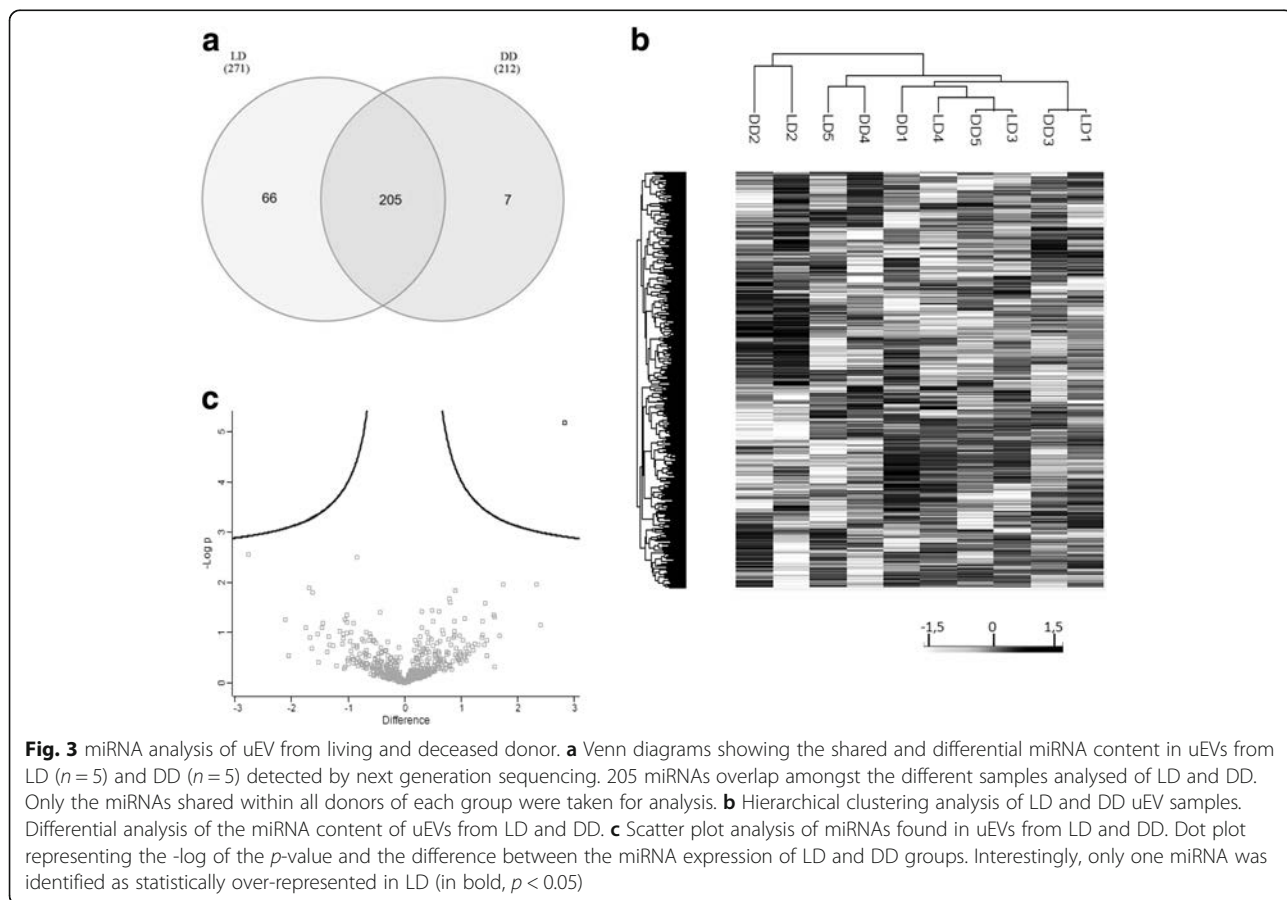 a
LD
(271)
DD
(212)
66
205
7
b
DD2
LD2
LD5
DD4
DD1
LD4
DD5
LD3
DD3
LD1
-1,5
0
1,5
c
5
4
3
2
1
0
-Log p
-3
-2
-1
0
1
2
3
Difference
Fig. 3 miRNA analysis of uEV from living and deceased donor. a Venn diagrams showing the shared and differential miRNA content in uEVs from
LD (n = 5) and DD (n = 5) detected by next generation sequencing. 205 miRNAs overlap amongst the different samples analysed of LD and DD.
Only the miRNAs shared within all donors of each group were taken for analysis. b Hierarchical clustering analysis of LD and DD uEV samples.
Differential analysis of the miRNA content of uEVs from LD and DD. c Scatter plot analysis of miRNAs found in uEVs from LD and DD. Dot plot
representing the -log of the p-value and the difference between the miRNA expression of LD and DD groups. Interestingly, only one miRNA was
identified as statistically over-represented in LD (in bold, p < 0.05)